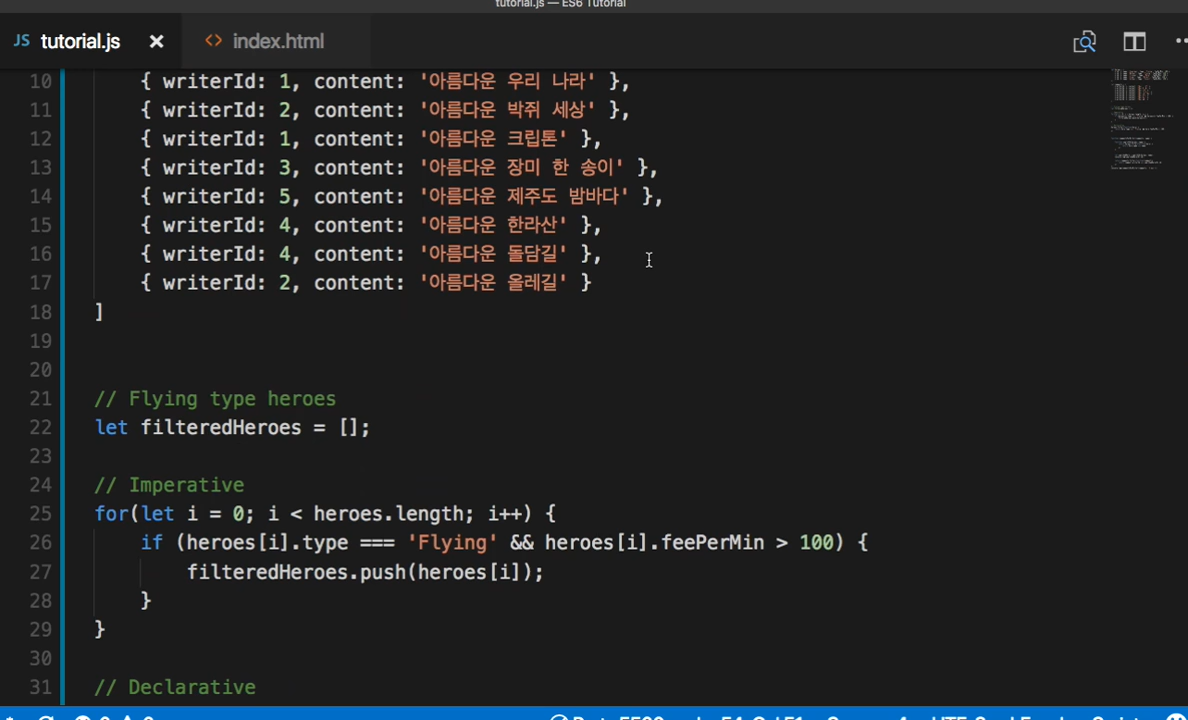 tutorial.js — ES6 Tutorial
JS tutorial.js × <> index.html
10 { writerId: 1, content: '아름다운 우리 나라' },
11 { writerId: 2, content: '아름다운 박쥐 세상' },
12 { writerId: 1, content: '아름다운 크립톤' },
13 { writerId: 3, content: '아름다운 장미 한 송이' },
14 { writerId: 5, content: '아름다운 제주도 밤바다' },
15 { writerId: 4, content: '아름다운 한라산' },
16 { writerId: 4, content: '아름다운 돌담길' },
17 { writerId: 2, content: '아름다운 올레길' }
18 ]
19
20
21 // Flying type heroes
22 let filteredHeroes = [];
23
24 // Imperative
25 for(let i = 0; i < heroes.length; i++) {
26 if (heroes[i].type === 'Flying' && heroes[i].feePerMin > 100) {
27 filteredHeroes.push(heroes[i]);
28 }
29 }
30
31 // Declarative